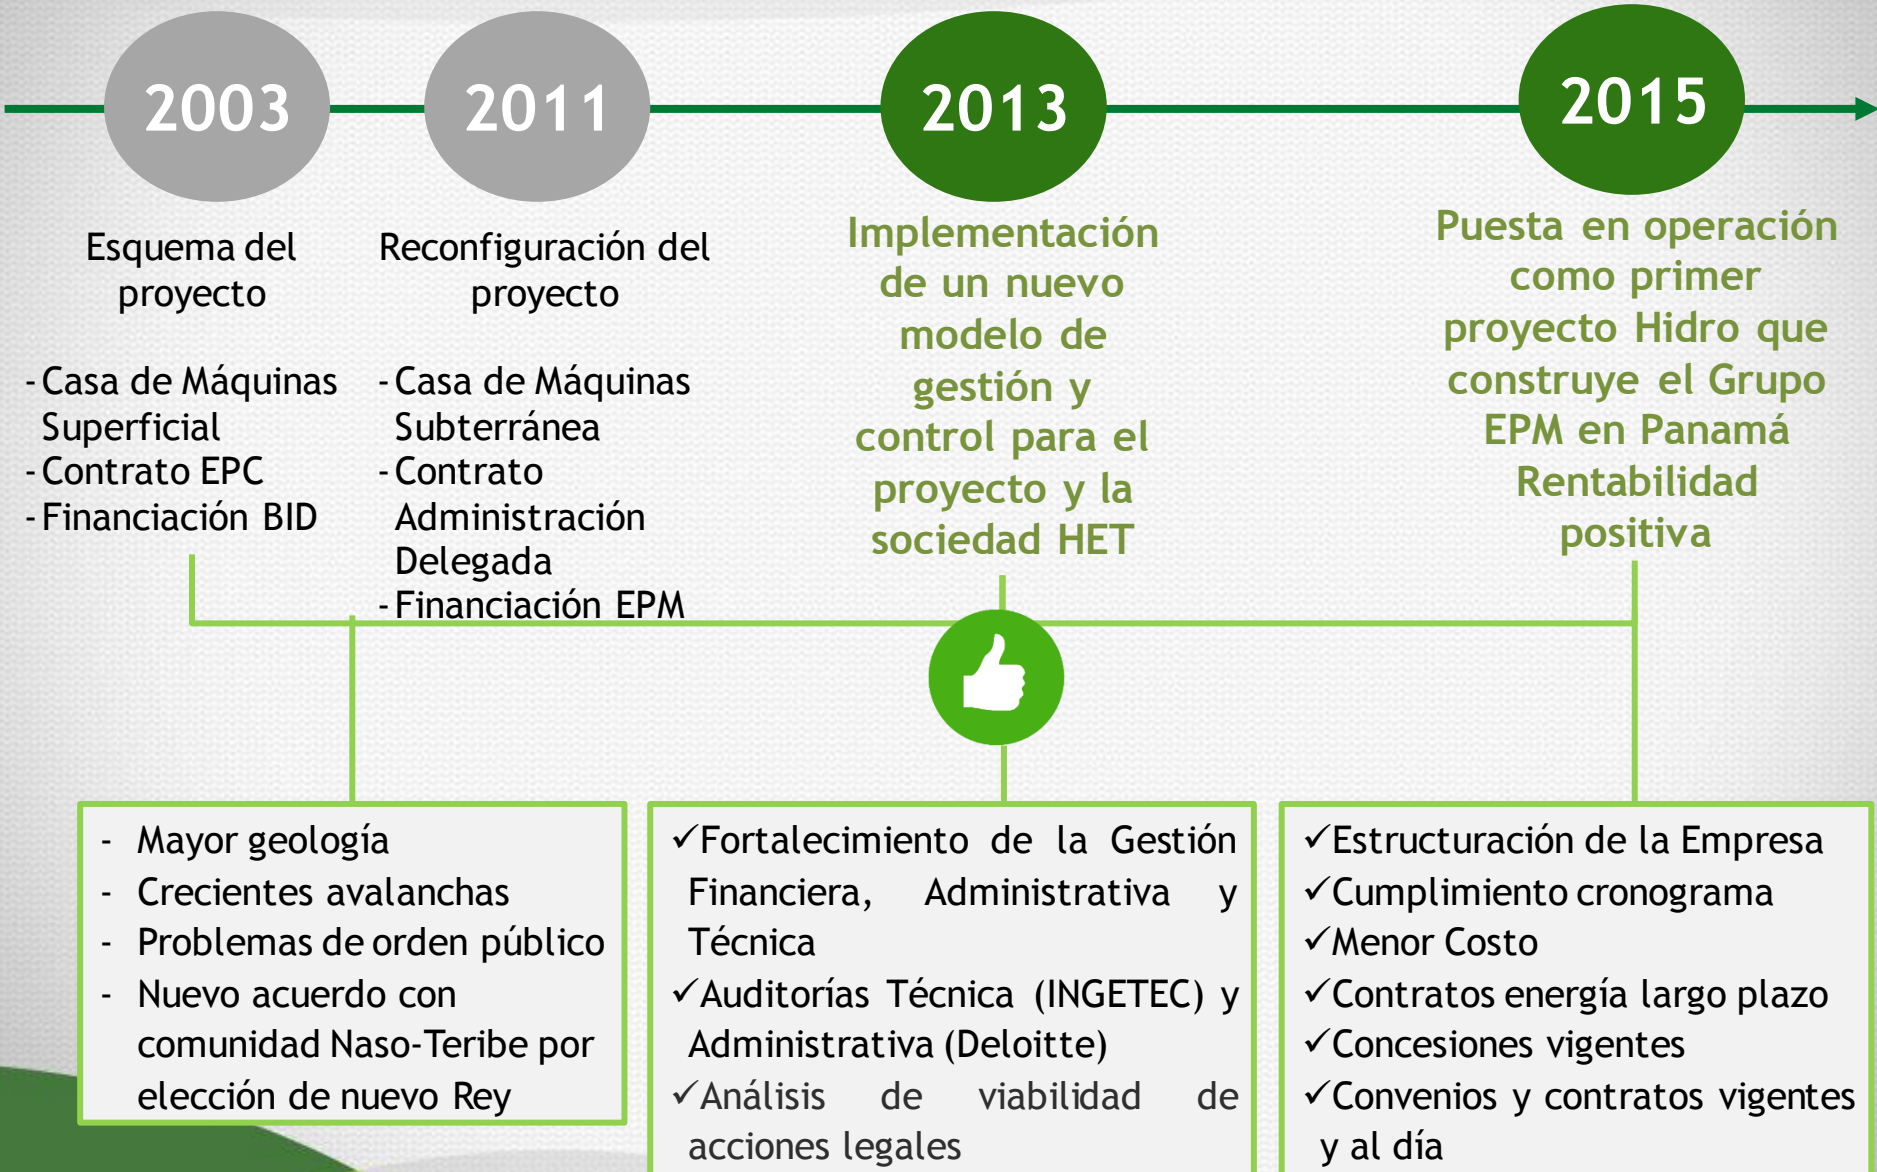 2003
2011
2013
2015
Esquema del
proyecto
-Casa de Máquinas
Superficial
-Contrato EPC
-Financiación BID
Reconfiguración del
proyecto
-Casa de Máquinas
Subterránea
-Contrato
Administración
Delegada
-Financiación EPM
Implementación
de un nuevo
modelo de
gestión y
control para el
proyecto y la
sociedad HET
Puesta en operación
como primer
proyecto Hidro que
construye el Grupo
EPM en Panamá
Rentabilidad
positiva
- Mayor geología
- Crecientes avalanchas
- Problemas de orden público
- Nuevo acuerdo con
comunidad Naso-Teribe por
elección de nuevo Rey
✓Fortalecimiento de la Gestión
Financiera, Administrativa y
Técnica
✓Auditorías Técnica (INGETEC) y
Administrativa (Deloitte)
✓Análisis de viabilidad de
acciones legales
✓Estructuración de la Empresa
✓Cumplimiento cronograma
✓Menor Costo
✓Contratos energía largo plazo
✓Concesiones vigentes
✓Convenios y contratos vigentes
y al día